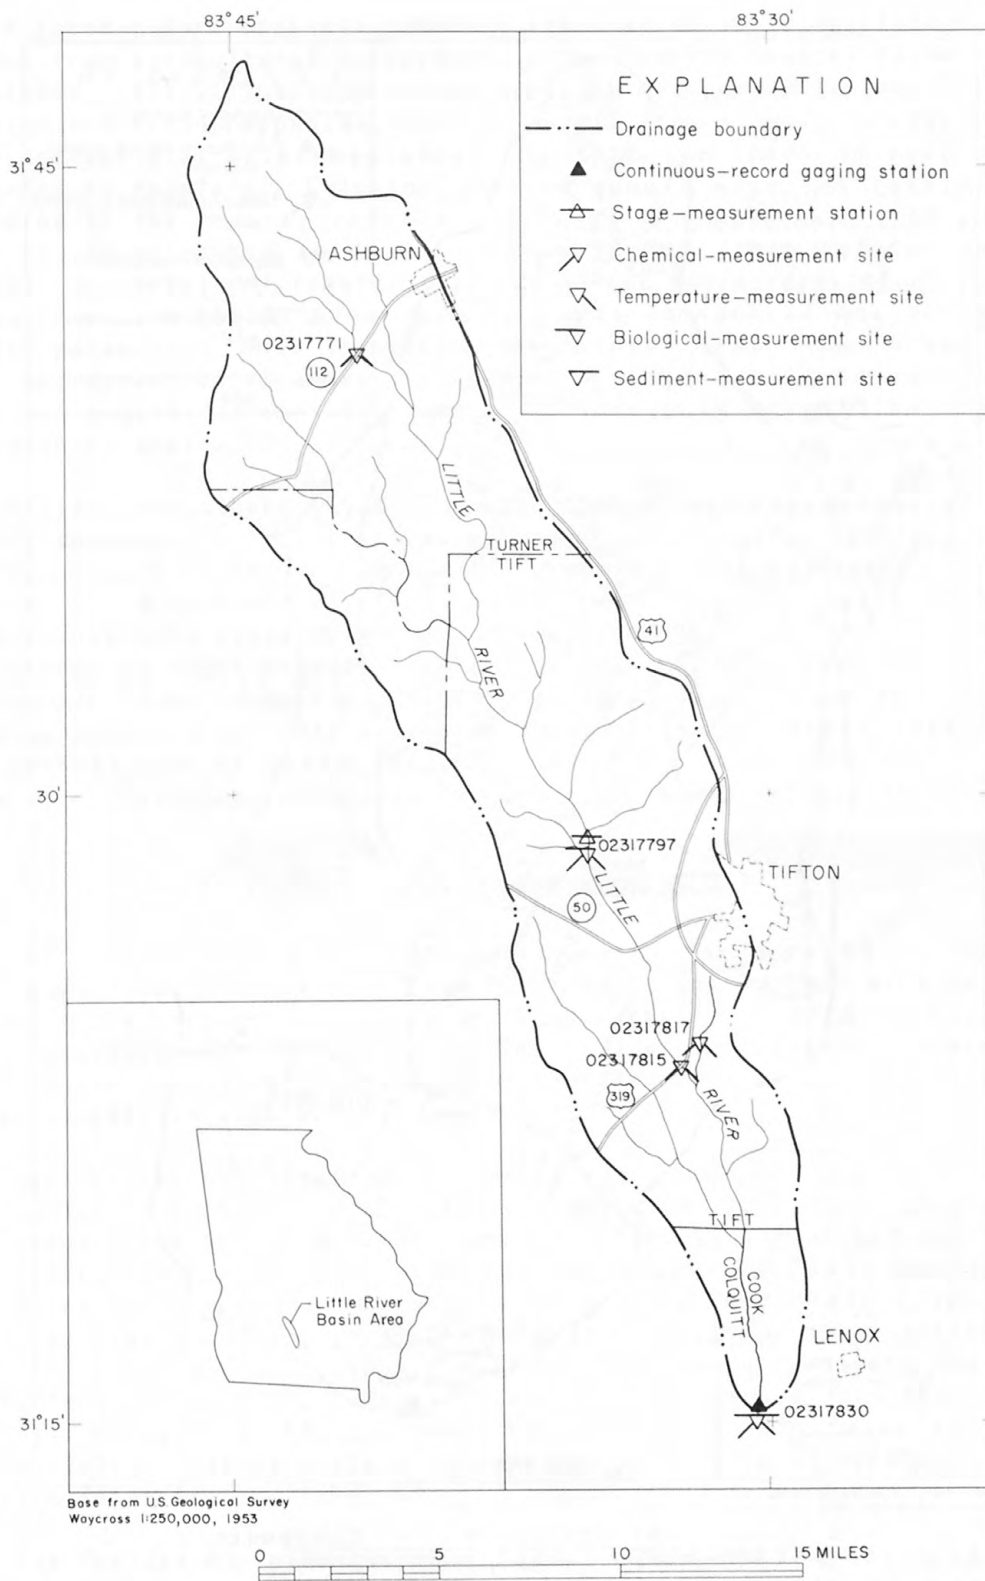 83°45'
83°30'
EXPLANATION
Drainage boundary
31°45'
Continuous-record gaging station
Stage-measurement station
ASHBURN
Chemical-measurement site
Temperature-measurement site
02317771
Biological-measurement site
112
Sediment-measurement site
LITTLE
TURNER
TIFT
41
RIVER
30'
02317797
TIFTON
LITTLE
50
02317817
02317815
319
RIVER
TIFT
COOK
COLQUITT
Little River
Basin Area
LENOX
02317830
31°15'
Base from U.S. Geological Survey
Waycross 1:250,000, 1953
0 5 10 15 MILES